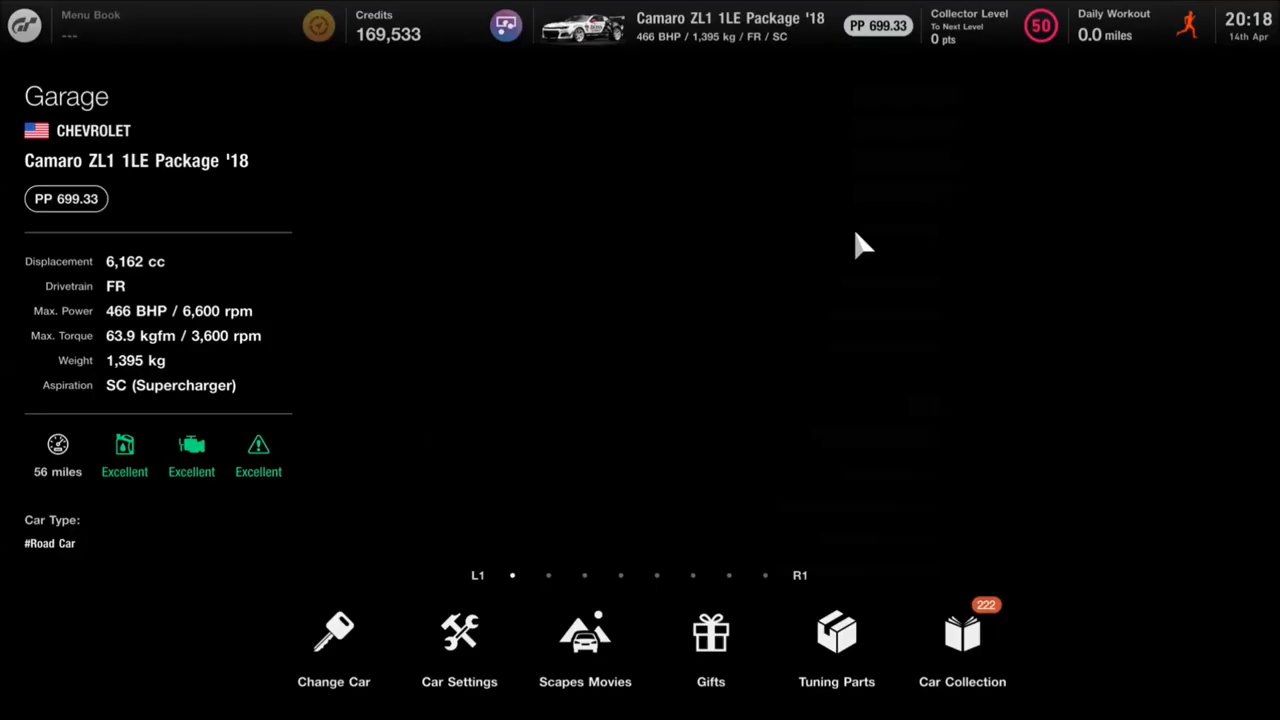 Menu Book
---
Credits
169,533
Camaro ZL1 1LE Package '18
466 BHP / 1,395 kg / FR / SC
PP 699.33
Collector Level
To Next Level
0 pts
50
Daily Workout
0.0 miles
20:18
14th Apr
Garage
CHEVROLET
Camaro ZL1 1LE Package '18
PP 699.33
Displacement 6,162 cc
Drivetrain FR
Max. Power 466 BHP / 6,600 rpm
Max. Torque 63.9 kgfm / 3,600 rpm
Weight 1,395 kg
Aspiration SC (Supercharger)
56 miles Excellent Excellent Excellent
Car Type:
#Road Car
L1 R1
222
Change Car Car Settings Scapes Movies Gifts Tuning Parts Car Collection